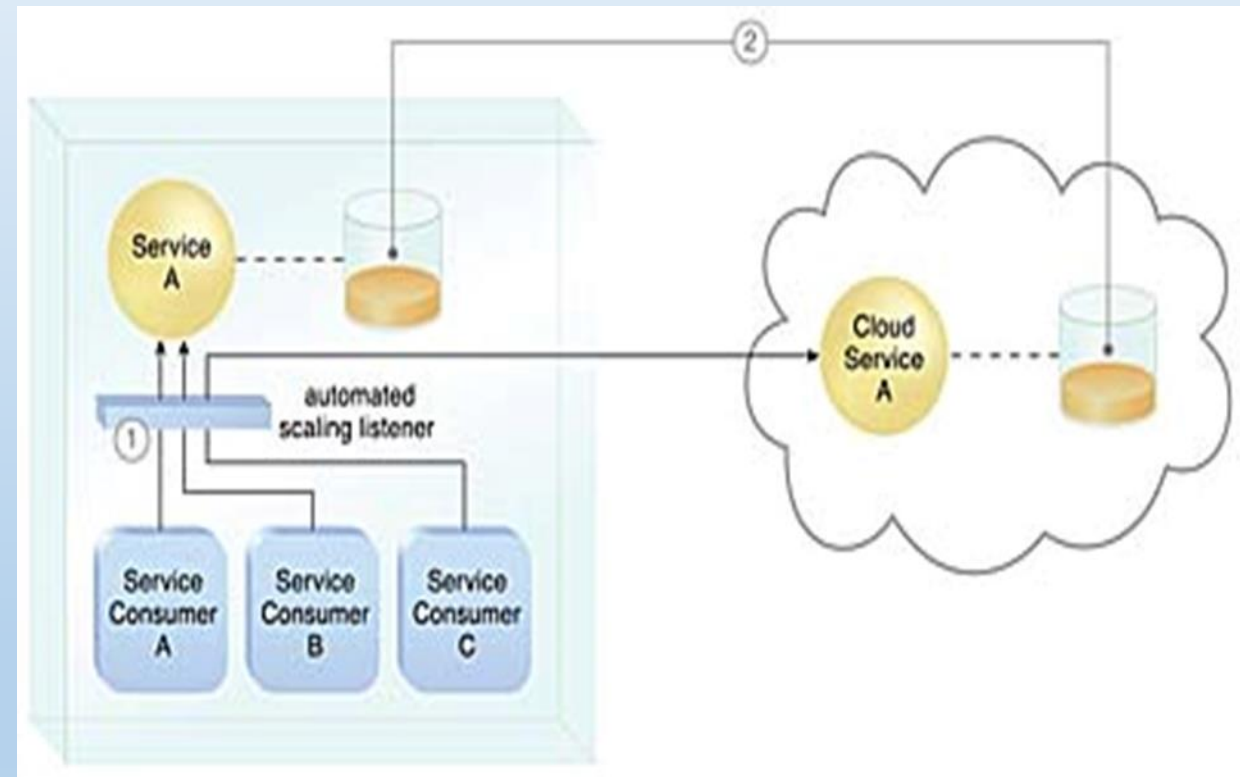 2
Service
A
Cloud
Service
A
automated
scaling listener
1
Service
Consumer
A
Service
Consumer
B
Service
Consumer
C